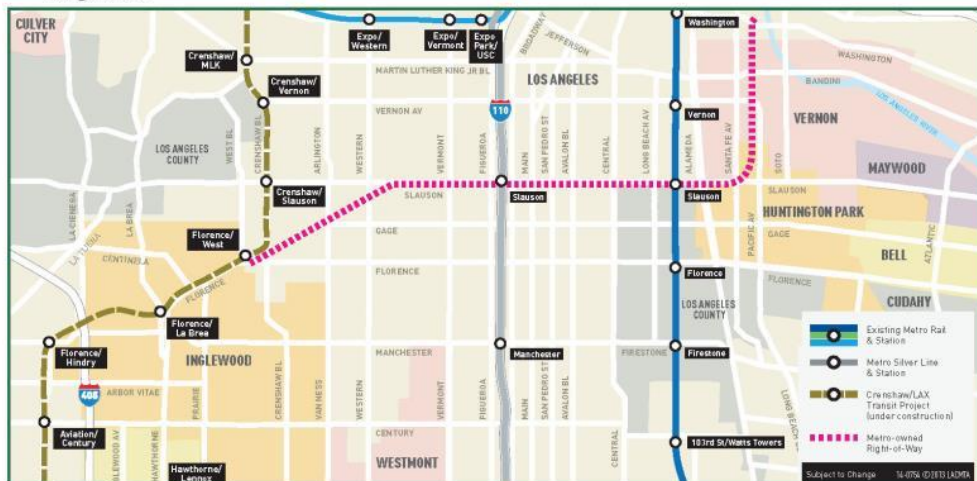 CULVER
CITY
Expo/
Western
Expo/
Vermont
Expo
Park/
USC
BROADWAY
JEFFERSON
Washington
WASHINGTON
Crenshaw/
MLK
MARTIN LUTHER KING JR BL
LOS ANGELES
BANDINI
LOS ANGELES RIVER
Crenshaw/
Vernon
VERNON AV
110
Vernon
VERNON
LOS ANGELES
COUNTY
WEST BL
CRENSHAW BL
ARLINGTON
WESTERN
VERMONT
FIGUEROA
MAIN
SAN PEDRO ST
AVALON BL
CENTRAL
LONG BEACH AV
ALAMEDA
SANTA FE AV
SOTO
MAYWOOD
Crenshaw/
Slauson
SLAUSON
Slauson
Slauson
SLAUSON
HUNTINGTON PARK
LA CIENEGA
LA BREA
LA TIJERA
CENTINELA
Florence/
West
GAGE
PACIFIC AV
GAGE
ATLANTIC
BELL
FLORENCE
FLORENCE
Florence
FLORENCE
CUDAHY
Florence/
La Brea
LOS ANGELES
COUNTY
Florence/
Hindry
INGLEWOOD
MANCHESTER
Manchester
FIRESTONE
Firestone
405
ARBOR VITAE
PRAIRIE
CRENSHAW BL
VAN NESS
WESTERN
VERMONT
FIGUEROA
MAIN
SAN PEDRO ST
AVALON BL
CENTRAL
LONG BEACH
Aviation/
Century
CENTURY
103rd St/Watts Towers
HAWTHORNE
Hawthorne/
Lennox
WESTMONT
Existing Metro Rail
& Station
Metro Silver Line
& Station
Crenshaw/LAX
Transit Project
(under construction)
Metro-owned
Right-of-Way
Subject to Change
14-0754 ©2013 LACMTA